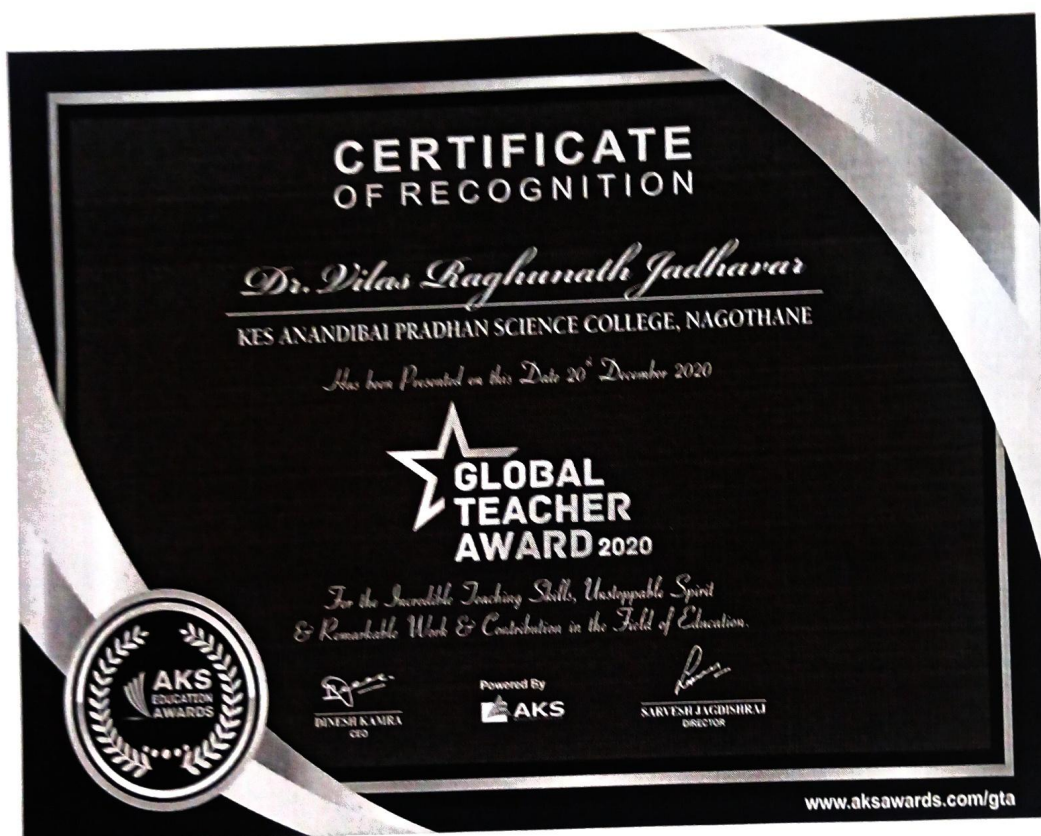 CERTIFICATE
OF RECOGNITION
Dr. Vilas Raghunath Jadhavar
KES ANANDIBAI PRADHAN SCIENCE COLLEGE, NAGOTHANE
Has been Presented on this Date 20th December 2020
GLOBAL
TEACHER
AWARD 2020
For the Incredible Teaching Skills, Unstoppable Spirit
& Remarkable Work & Contribution in the Field of Education.
AKS
EDUCATION
AWARDS
DINESH KAMRA
CEO
Powered By
AKS
SARVESH JAGDISHRAJ
DIRECTOR
www.aksawards.com/gta